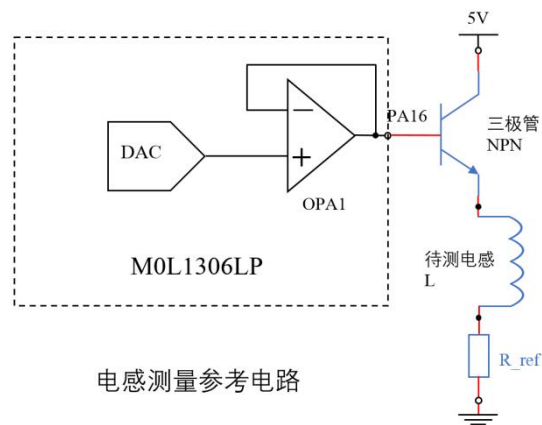 5V
PA16
三极管
NPN
DAC
OPA1
待测电感
L
M0L1306LP
R_ref
电感测量参考电路